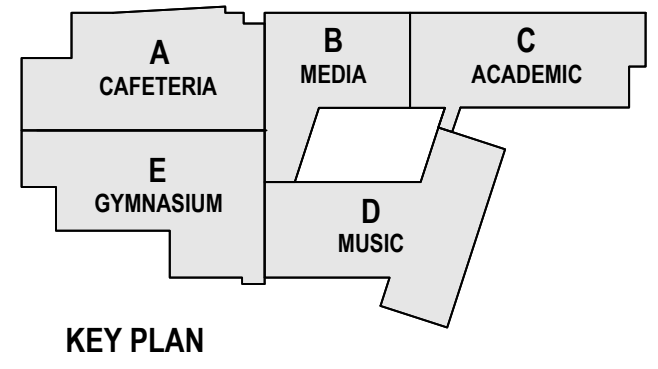 A
CAFETERIA
B
MEDIA
C
ACADEMIC
E
GYMNASIUM
D
MUSIC
KEY PLAN